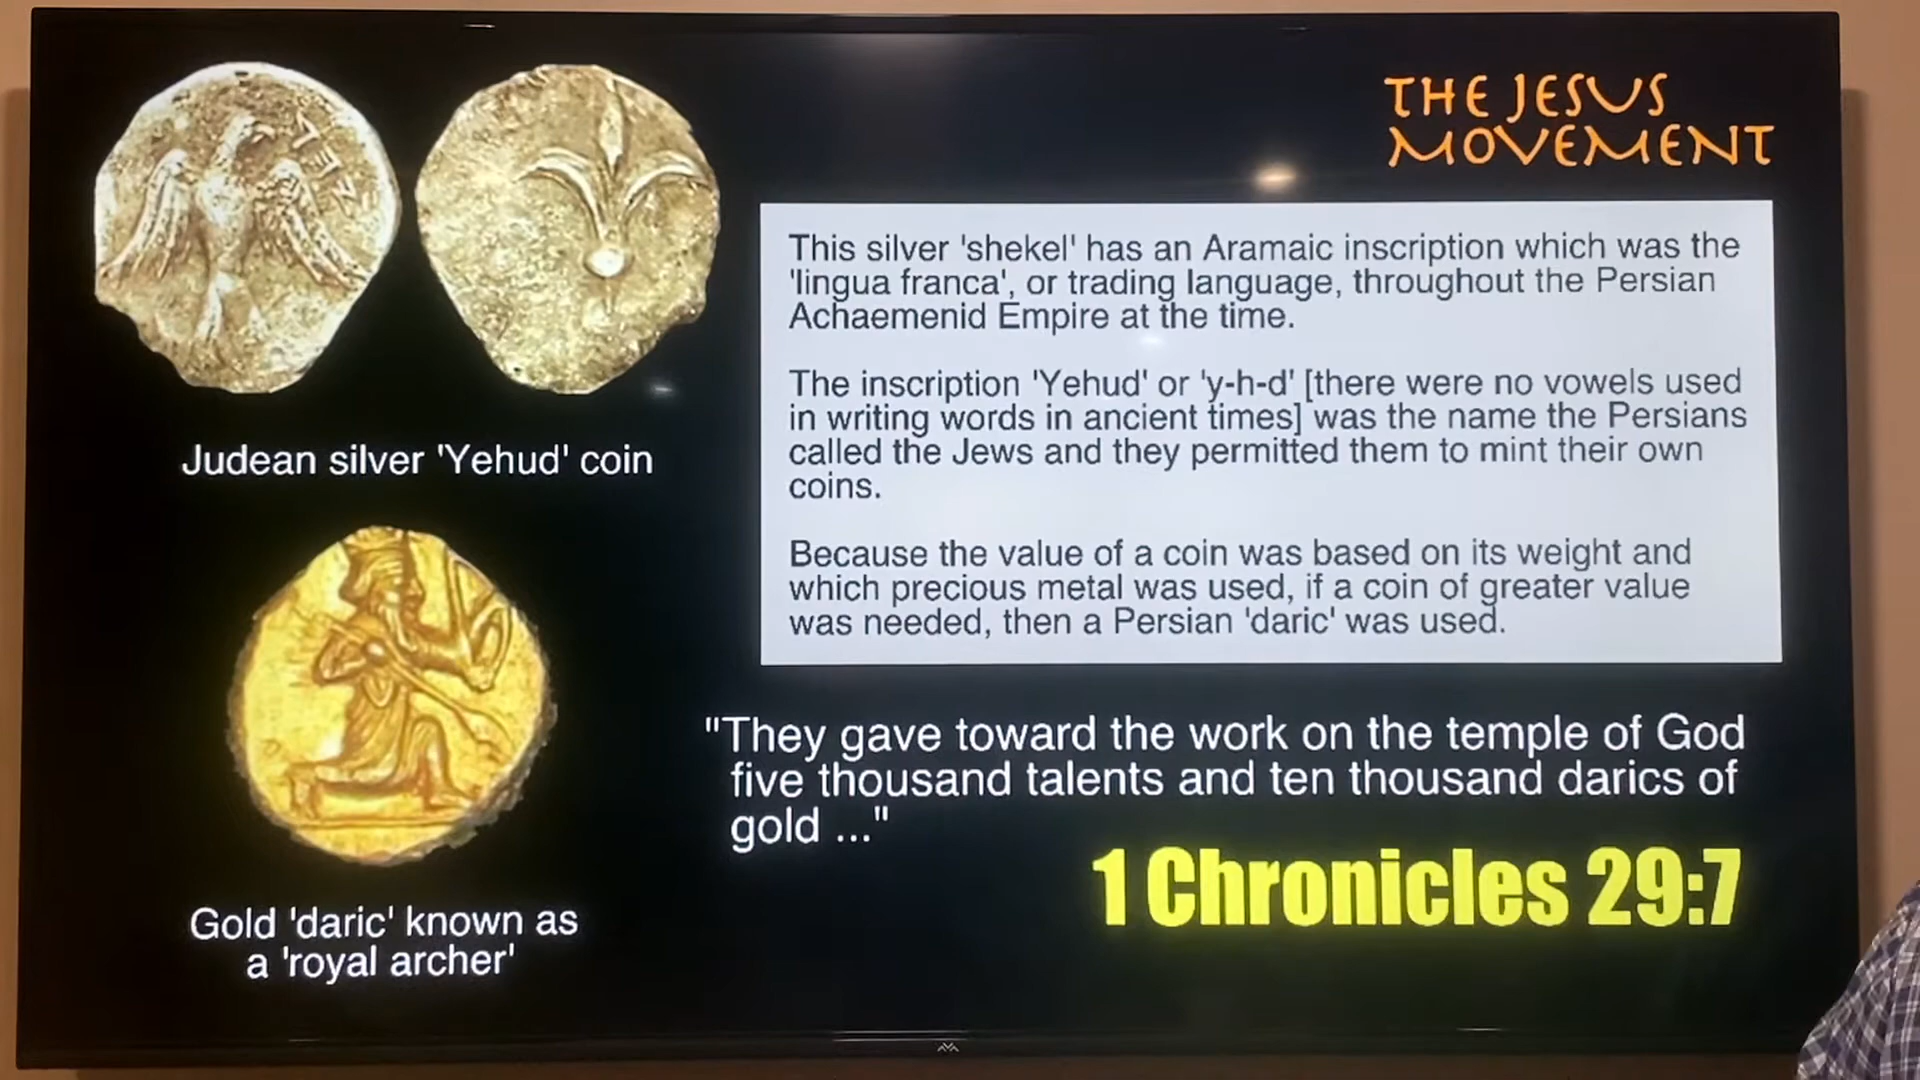 THE JESUS
MOVEMENT
This silver 'shekel' has an Aramaic inscription which was the
'lingua franca', or trading language, throughout the Persian
Achaemenid Empire at the time.
The inscription 'Yehud' or 'y-h-d' [there were no vowels used
in writing words in ancient times] was the name the Persians
called the Jews and they permitted them to mint their own
coins.
Because the value of a coin was based on its weight and
which precious metal was used, if a coin of greater value
was needed, then a Persian 'daric' was used.
Judean silver 'Yehud' coin
Gold 'daric' known as
a 'royal archer'
"They gave toward the work on the temple of God
five thousand talents and ten thousand darics of
gold ..."
1 Chronicles 29:7